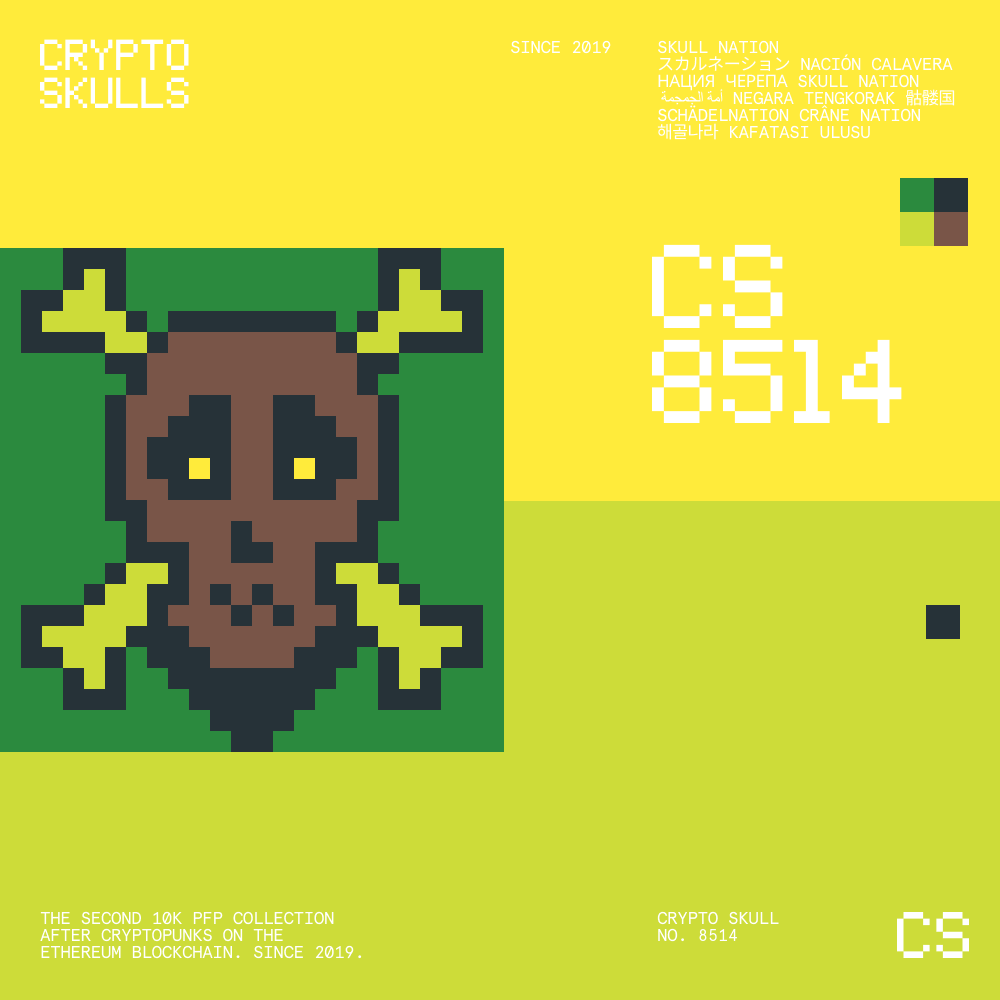 CRYPTO
SKULLS
SINCE 2019
SKULL NATION
スカルネーション NACIÓN CALAVERA
НАЦИЯ ЧЕРЕПА SKULL NATION
أمة الجمجمة NEGARA TENGKORAK 骷髅国
SCHÄDELNATION CRÂNE NATION
해골나라 KAFATASI ULUSU
CS
8514
THE SECOND 10K PFP COLLECTION
AFTER CRYPTOPUNKS ON THE
ETHEREUM BLOCKCHAIN. SINCE 2019.
CRYPTO SKULL
NO. 8514
CS